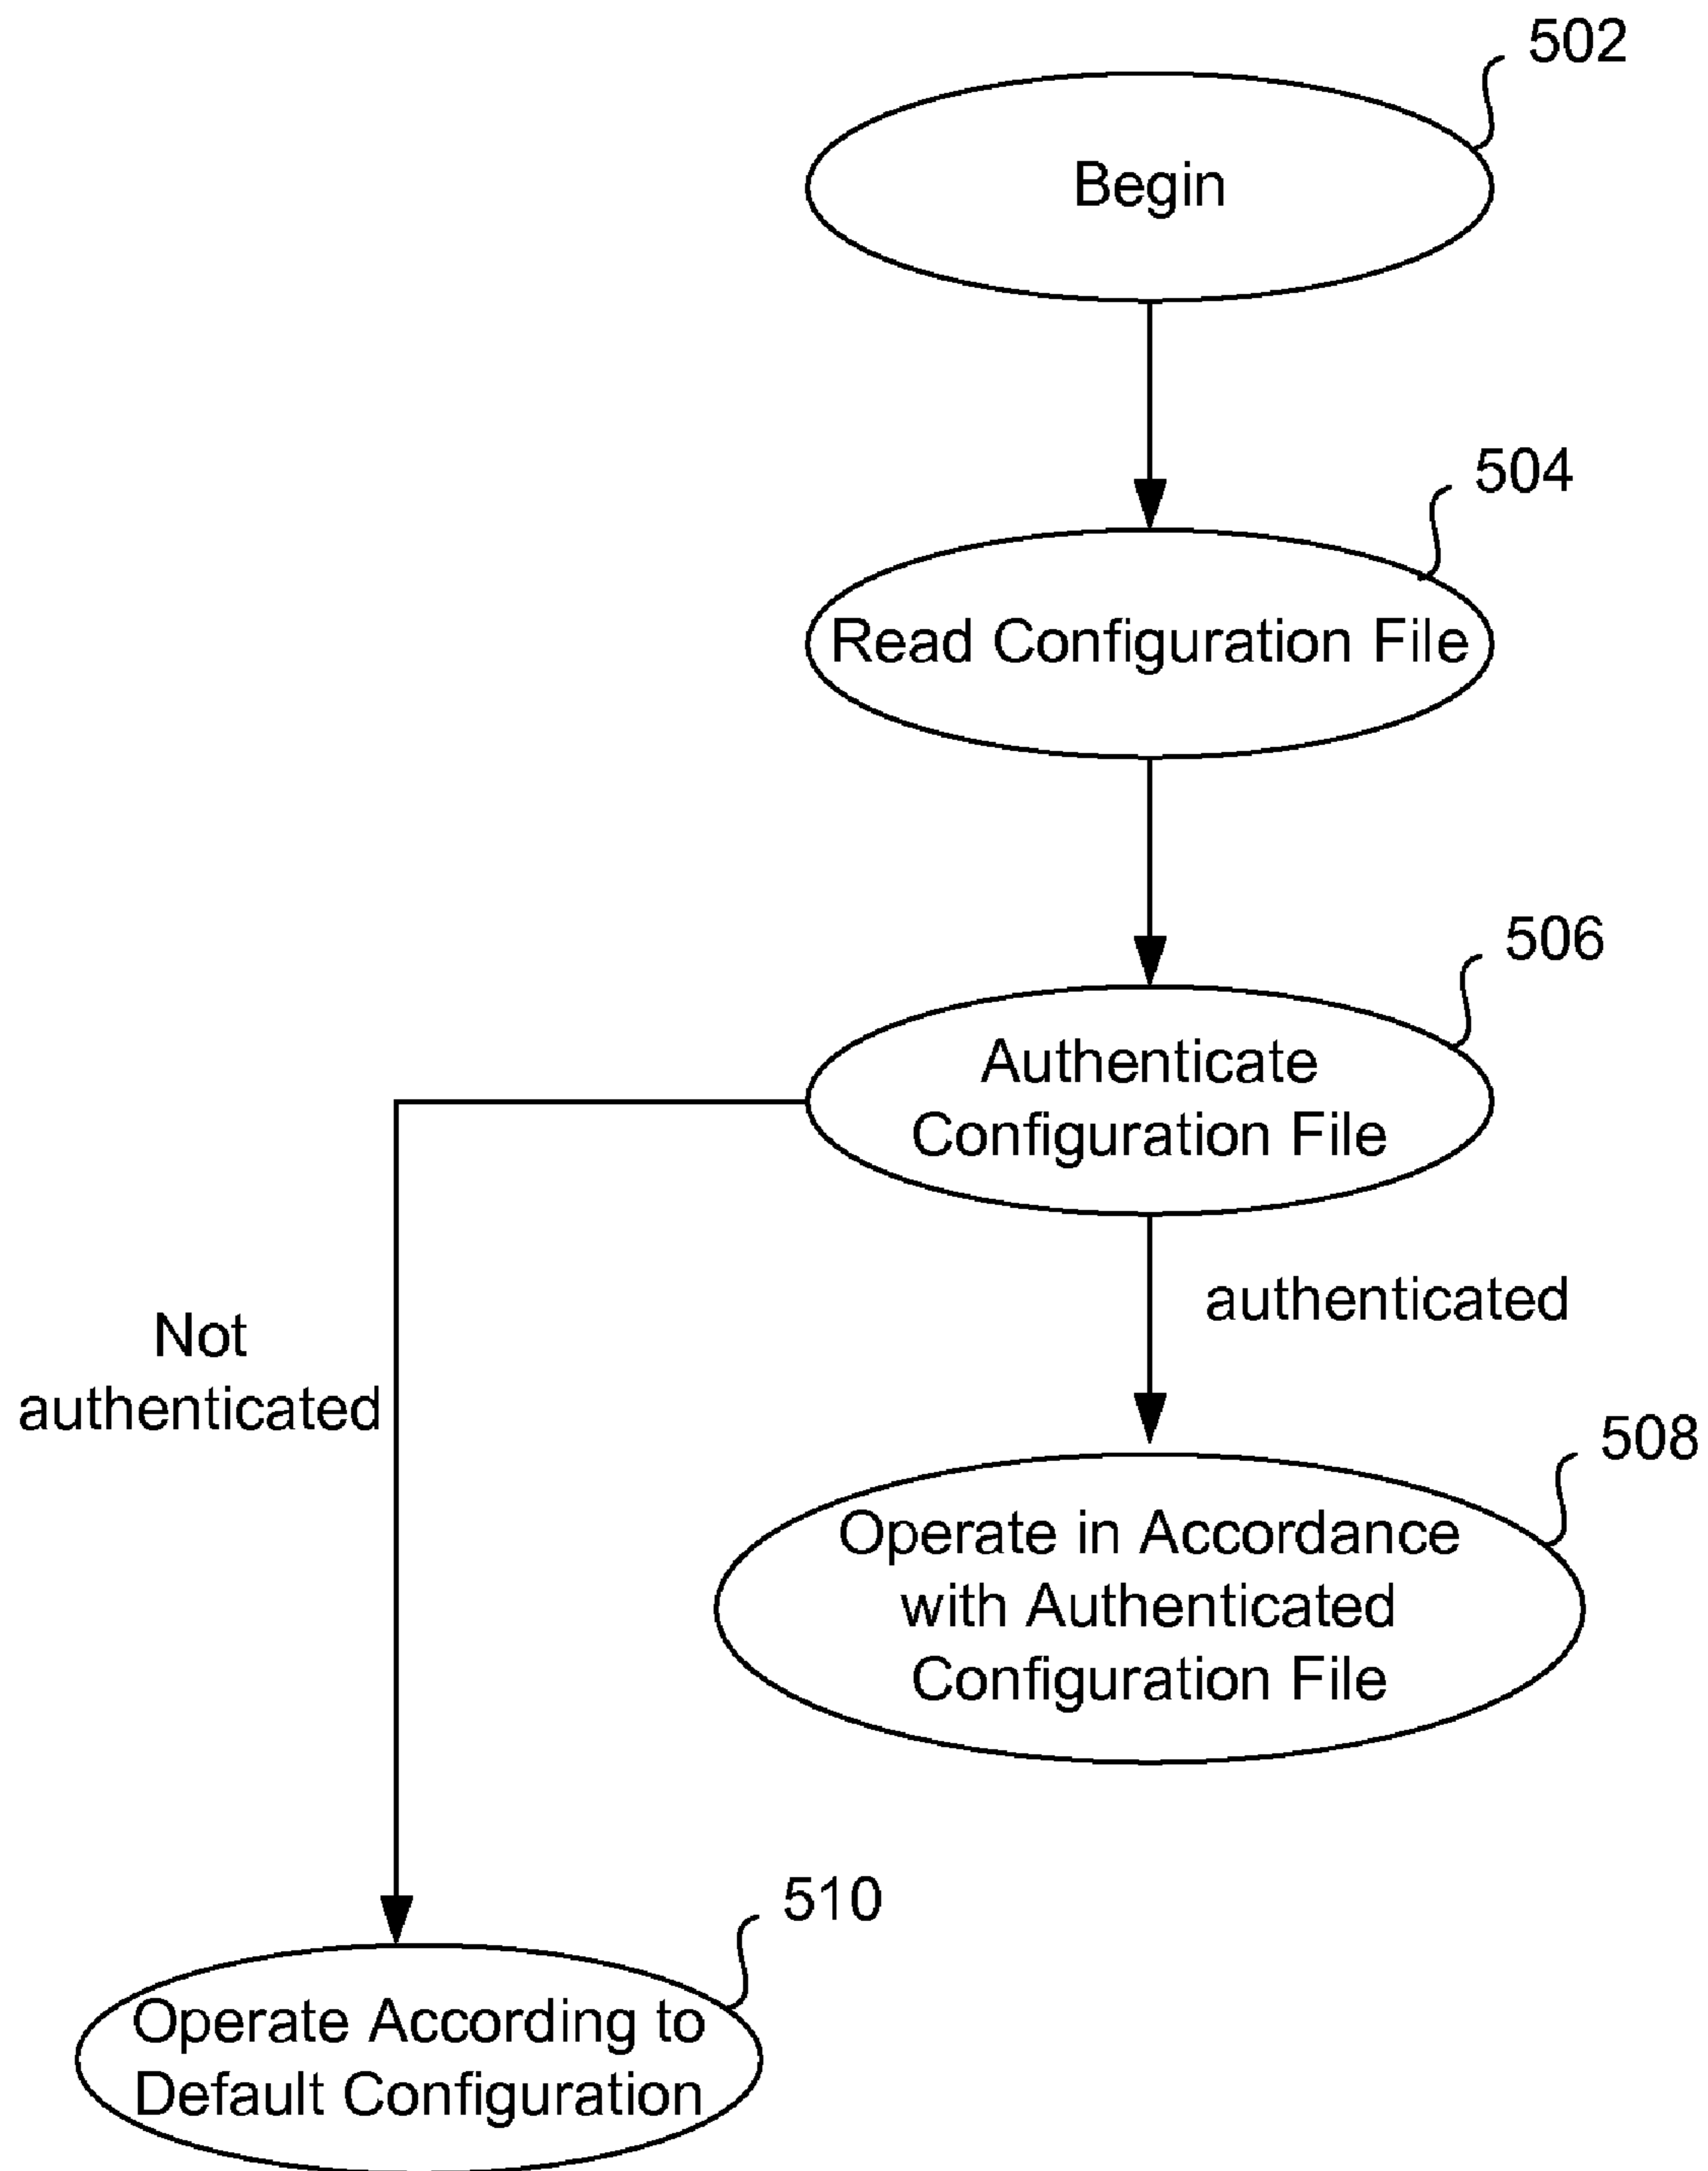 502
Begin
504
Read Configuration File
506
Authenticate
Configuration File
authenticated
Not
authenticated
508
Operate in Accordance
with Authenticated
Configuration File
510
Operate According to
Default Configuration